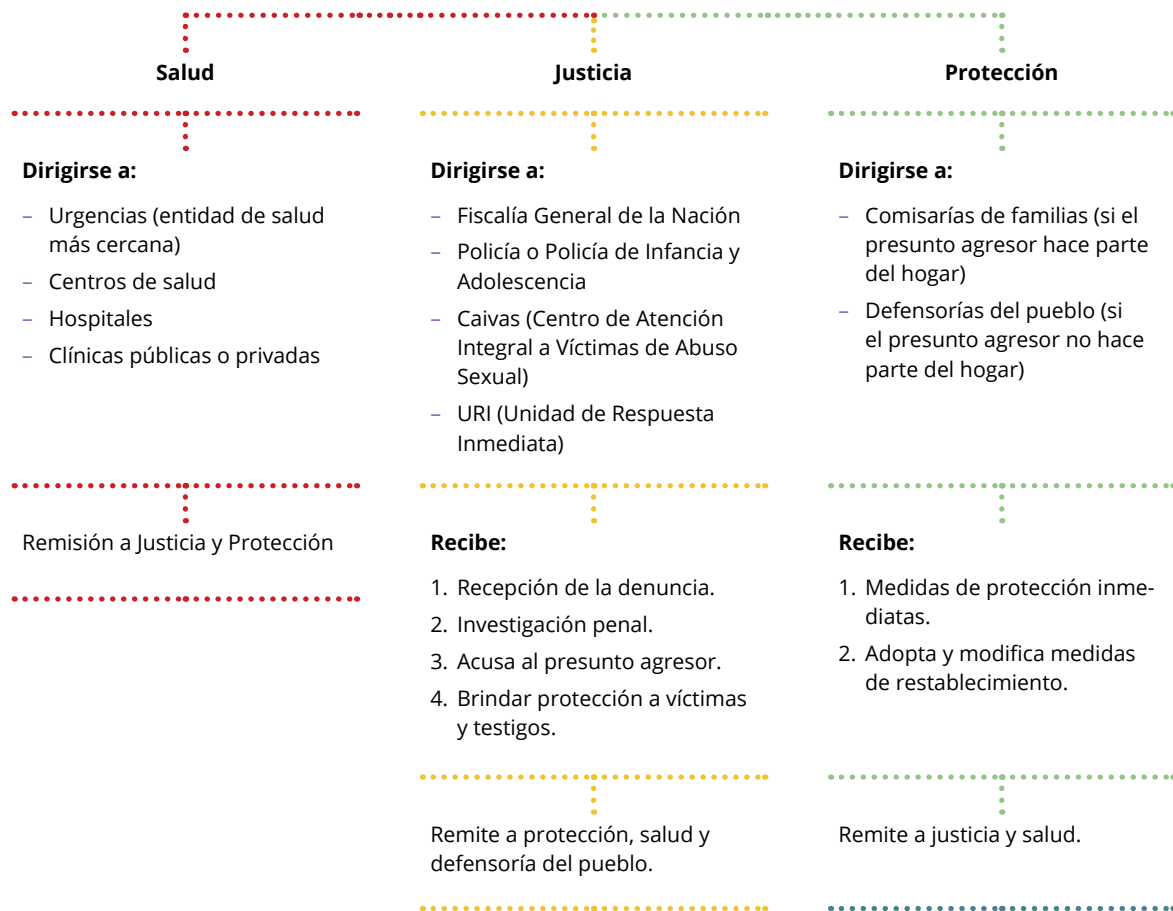 Salud
Dirigirse a:
– Urgencias (entidad de salud
más cercana)
– Centros de salud
– Hospitales
– Clínicas públicas o privadas
Remisión a Justicia y Protección
Justicia
Dirigirse a:
– Fiscalía General de la Nación
– Policía o Policía de Infancia y
Adolescencia
– Caivas (Centro de Atención
Integral a Víctimas de Abuso
Sexual)
– URI (Unidad de Respuesta
Inmediata)
Recibe:
1. Recepción de la denuncia.
2. Investigación penal.
3. Acusa al presunto agresor.
4. Brindar protección a víctimas
y testigos.
Remite a protección, salud y
defensoría del pueblo.
Protección
Dirigirse a:
– Comisarías de familias (si el
presunto agresor hace parte
del hogar)
– Defensorías del pueblo (si
el presunto agresor no hace
parte del hogar)
Recibe:
1. Medidas de protección inme-
diatas.
2. Adopta y modifica medidas
de restablecimiento.
Remite a justicia y salud.